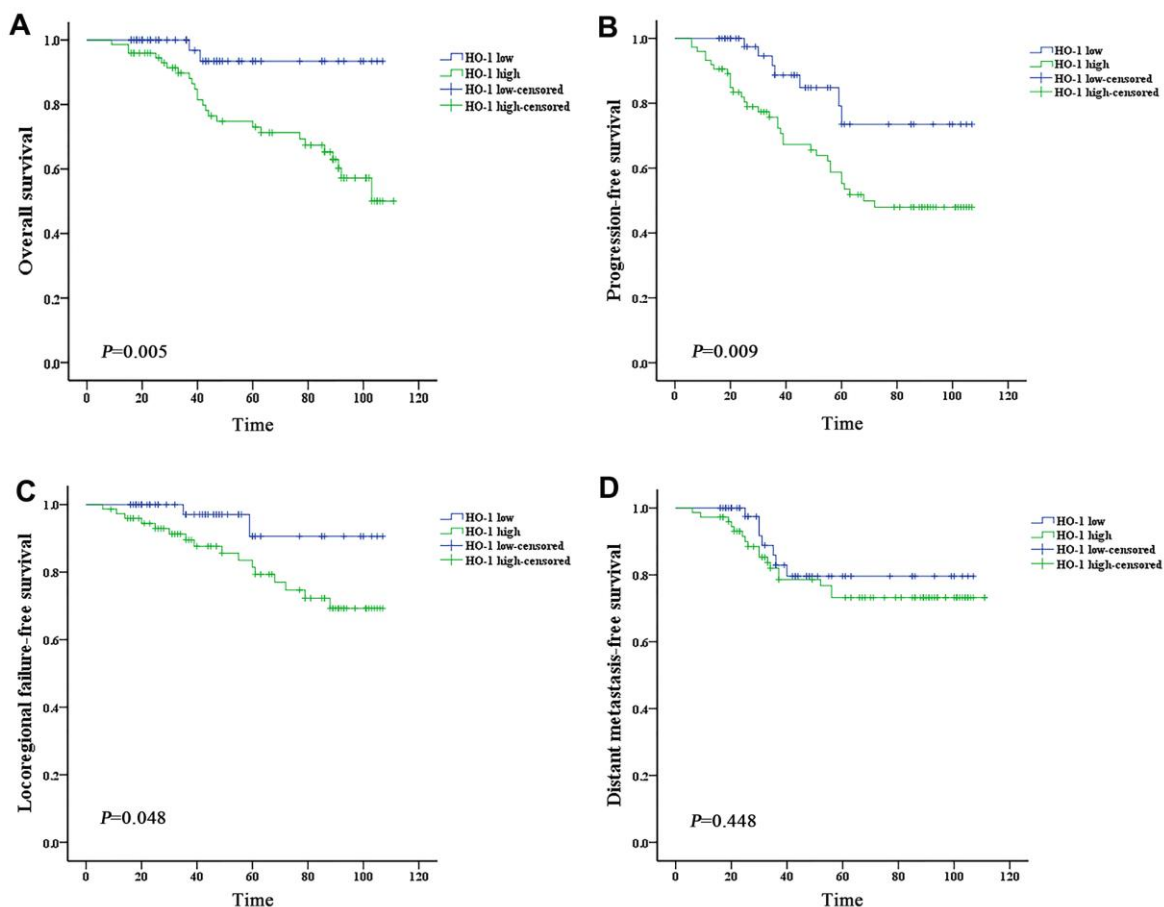 A
Overall survival
1.0
0.8
0.6
0.4
0.2
0.0
0 20 40 60 80 100 120
Time
P=0.005
HO-1 low
HO-1 high
HO-1 low-censored
HO-1 high-censored
B
Progression-free survival
1.0
0.8
0.6
0.4
0.2
0.0
0 20 40 60 80 100 120
Time
P=0.009
HO-1 low
HO-1 high
HO-1 low-censored
HO-1 high-censored
C
Locoregional failure-free survival
1.0
0.8
0.6
0.4
0.2
0.0
0 20 40 60 80 100 120
Time
P=0.048
HO-1 low
HO-1 high
HO-1 low-censored
HO-1 high-censored
D
Distant metastasis-free survival
1.0
0.8
0.6
0.4
0.2
0.0
0 20 40 60 80 100 120
Time
P=0.448
HO-1 low
HO-1 high
HO-1 low-censored
HO-1 high-censored